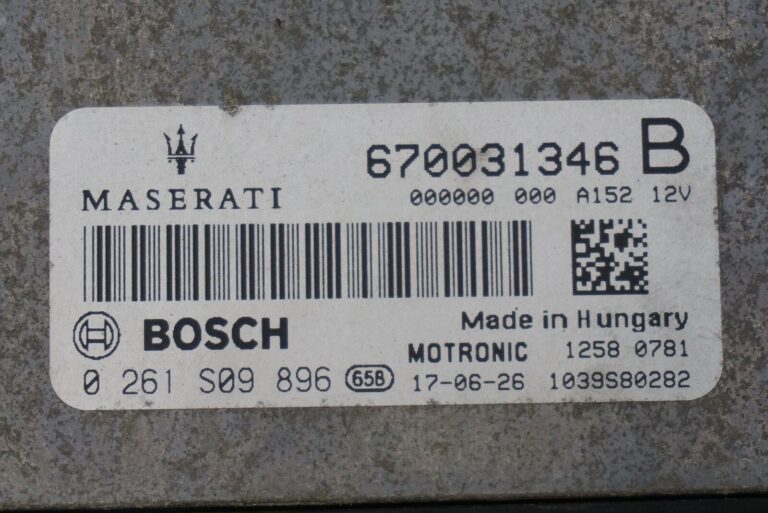 670031346 B
MASERATI
000000 000 A152 12V
BOSCH
Made in Hungary
MOTRONIC 1258 0781
0 261 S09 896 65B 17-06-26 1039S80282